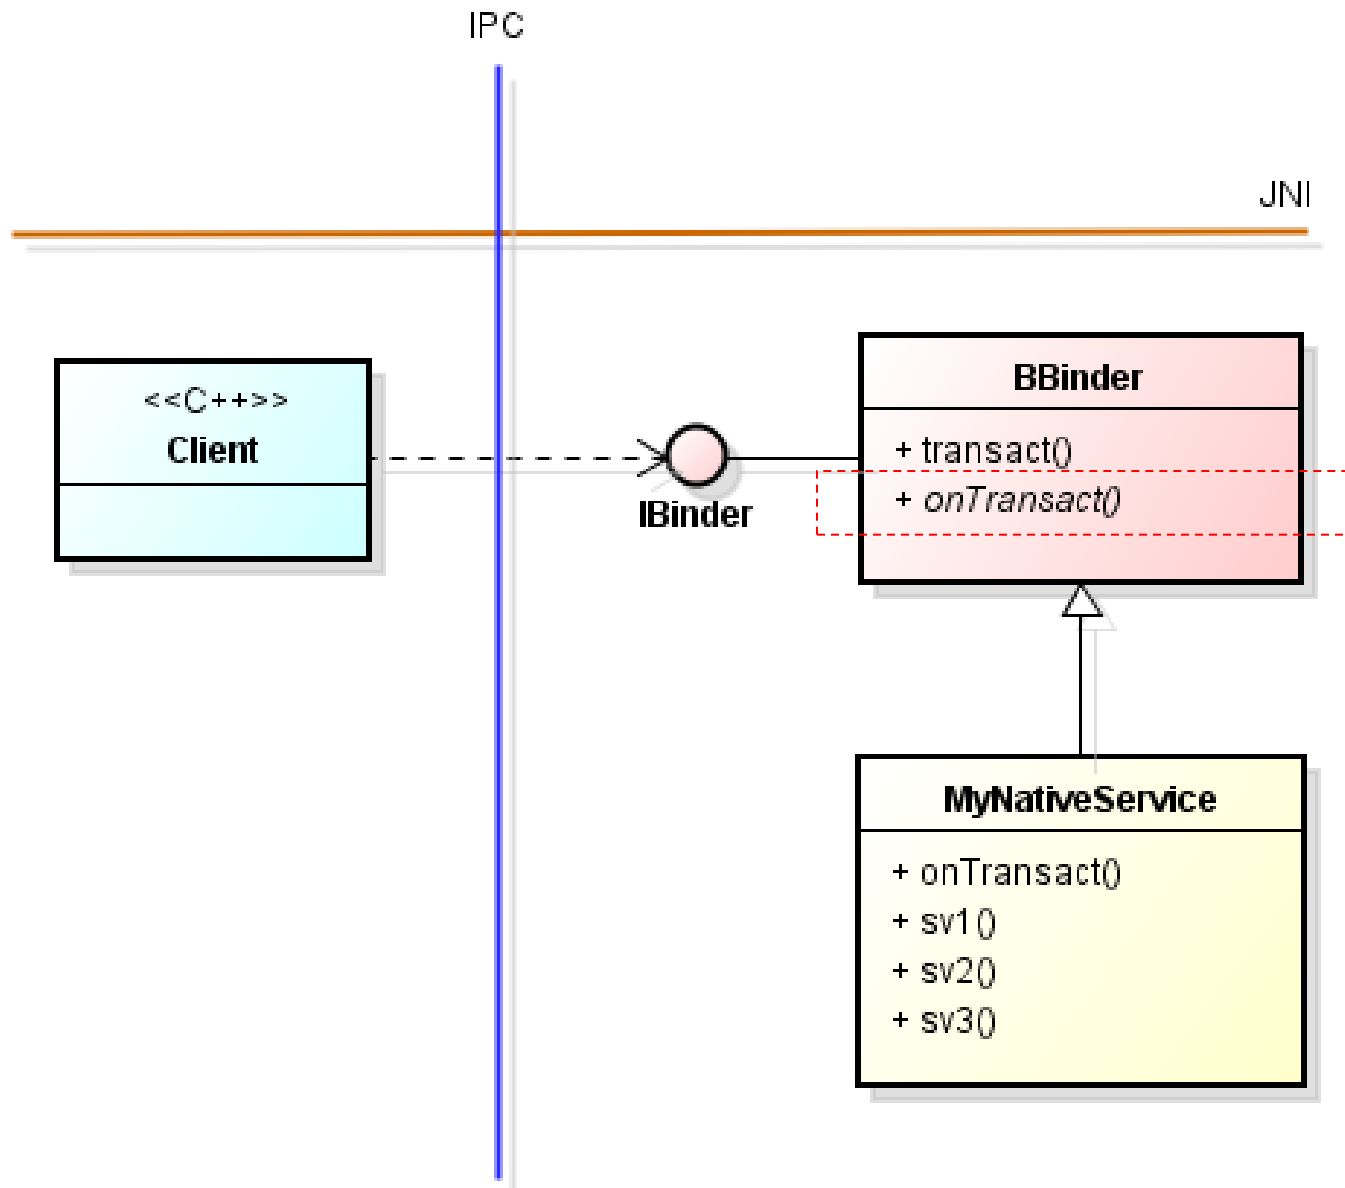 IPC
JNI
<<C++>>
Client
IBinder
BBinder
+ transact()
+ onTransact()
MyNativeService
+ onTransact()
+ sv1()
+ sv2()
+ sv3()